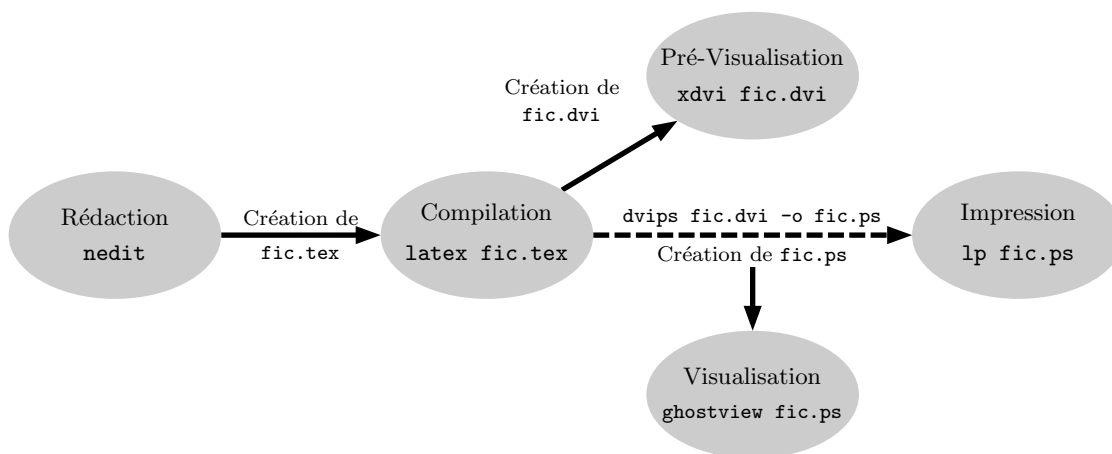 Pré-Visualisation
xdvi fic.dvi
Création de
fic.dvi
Rédaction
nedit
Création de
fic.tex
Compilation
latex fic.tex
dvips fic.dvi -o fic.ps
Création de fic.ps
Impression
lp fic.ps
Visualisation
ghostview fic.ps